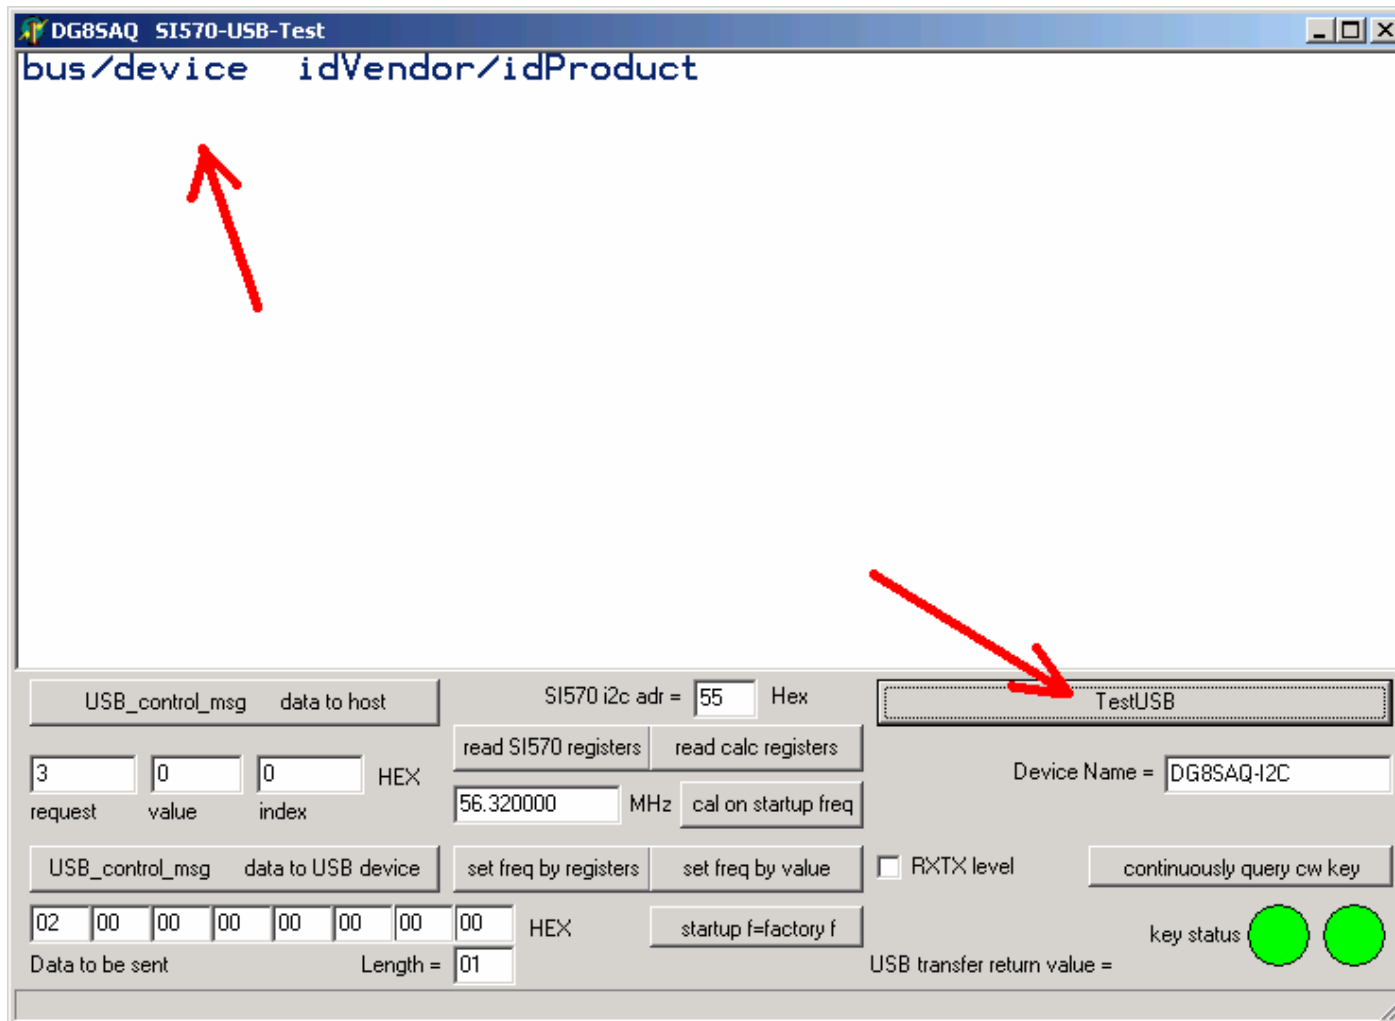 DG8SAQ SI570-USB-Test
bus/device idVendor/idProduct
USB_control_msg data to host
SI570 i2c adr = 55 Hex
TestUSB
read SI570 registers read calc registers
3 0 0 HEX
Device Name = DG8SAQ-I2C
request value index
56.320000 MHz cal on startup freq
USB_control_msg data to USB device
set freq by registers set freq by value
RXTX level continuously query cw key
02 00 00 00 00 00 00 00 HEX
startup f=factory f
key status
Data to be sent Length = 01
USB transfer return value =